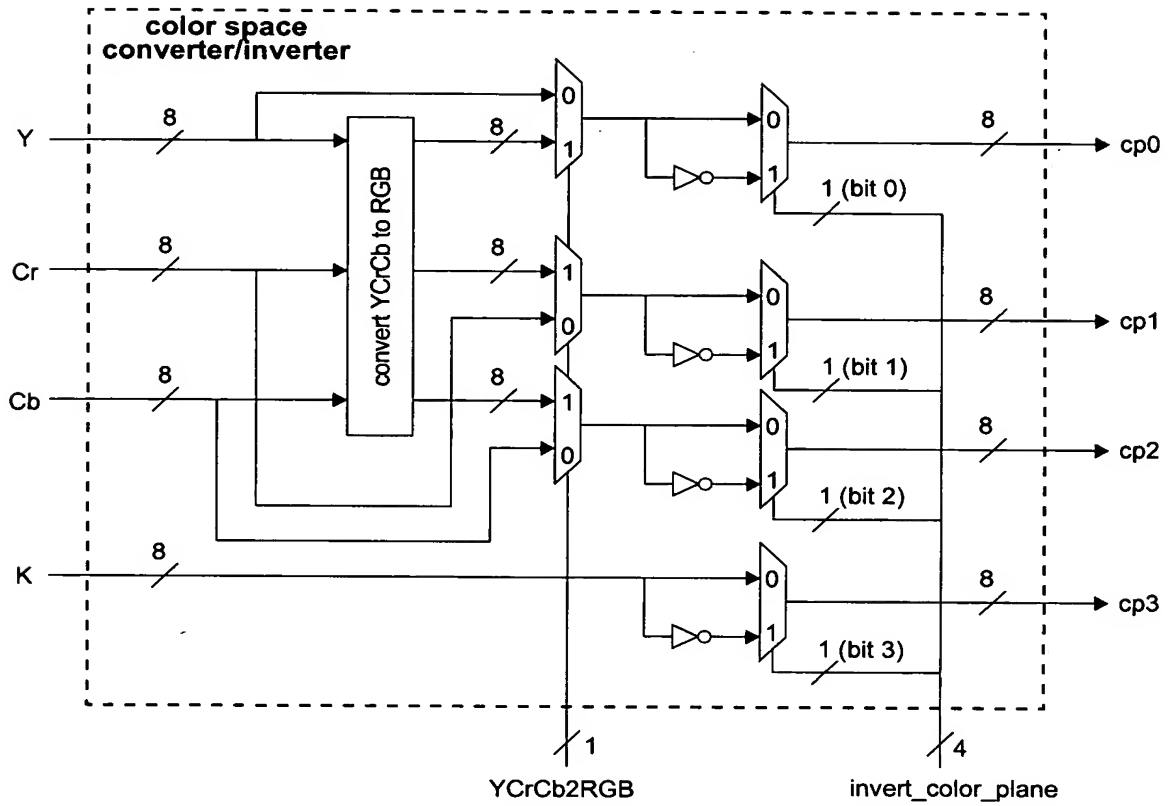 color space
converter/inverter
Y
8
0
8
1
0
1
8
cp0
1 (bit 0)
convert YCrCb to RGB
Cr
8
8
1
0
0
1
8
cp1
1 (bit 1)
Cb
8
8
1
0
0
1
8
cp2
1 (bit 2)
K
8
0
1
8
cp3
1 (bit 3)
1
4
YCrCb2RGB
invert_color_plane